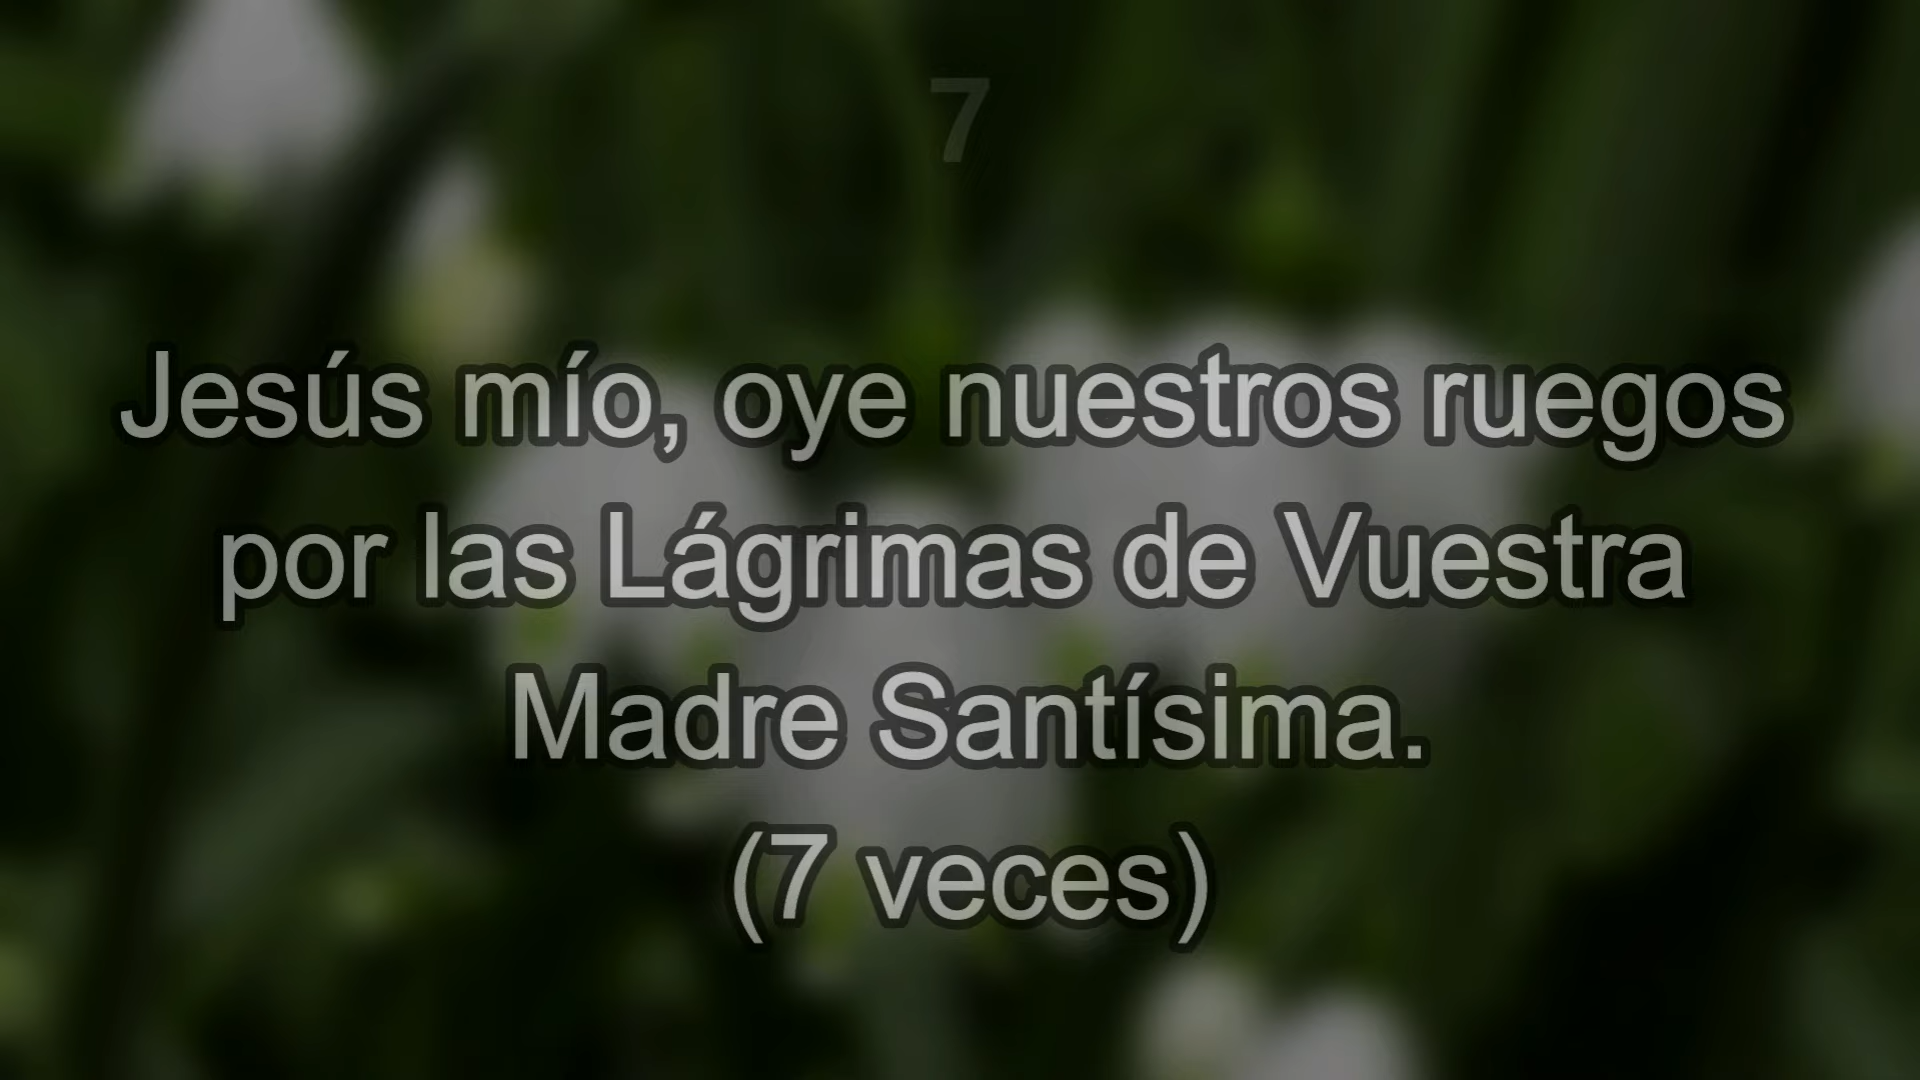 7
Jesús mío, oye nuestros ruegos
por las Lágrimas de Vuestra
Madre Santísima.
(7 veces)